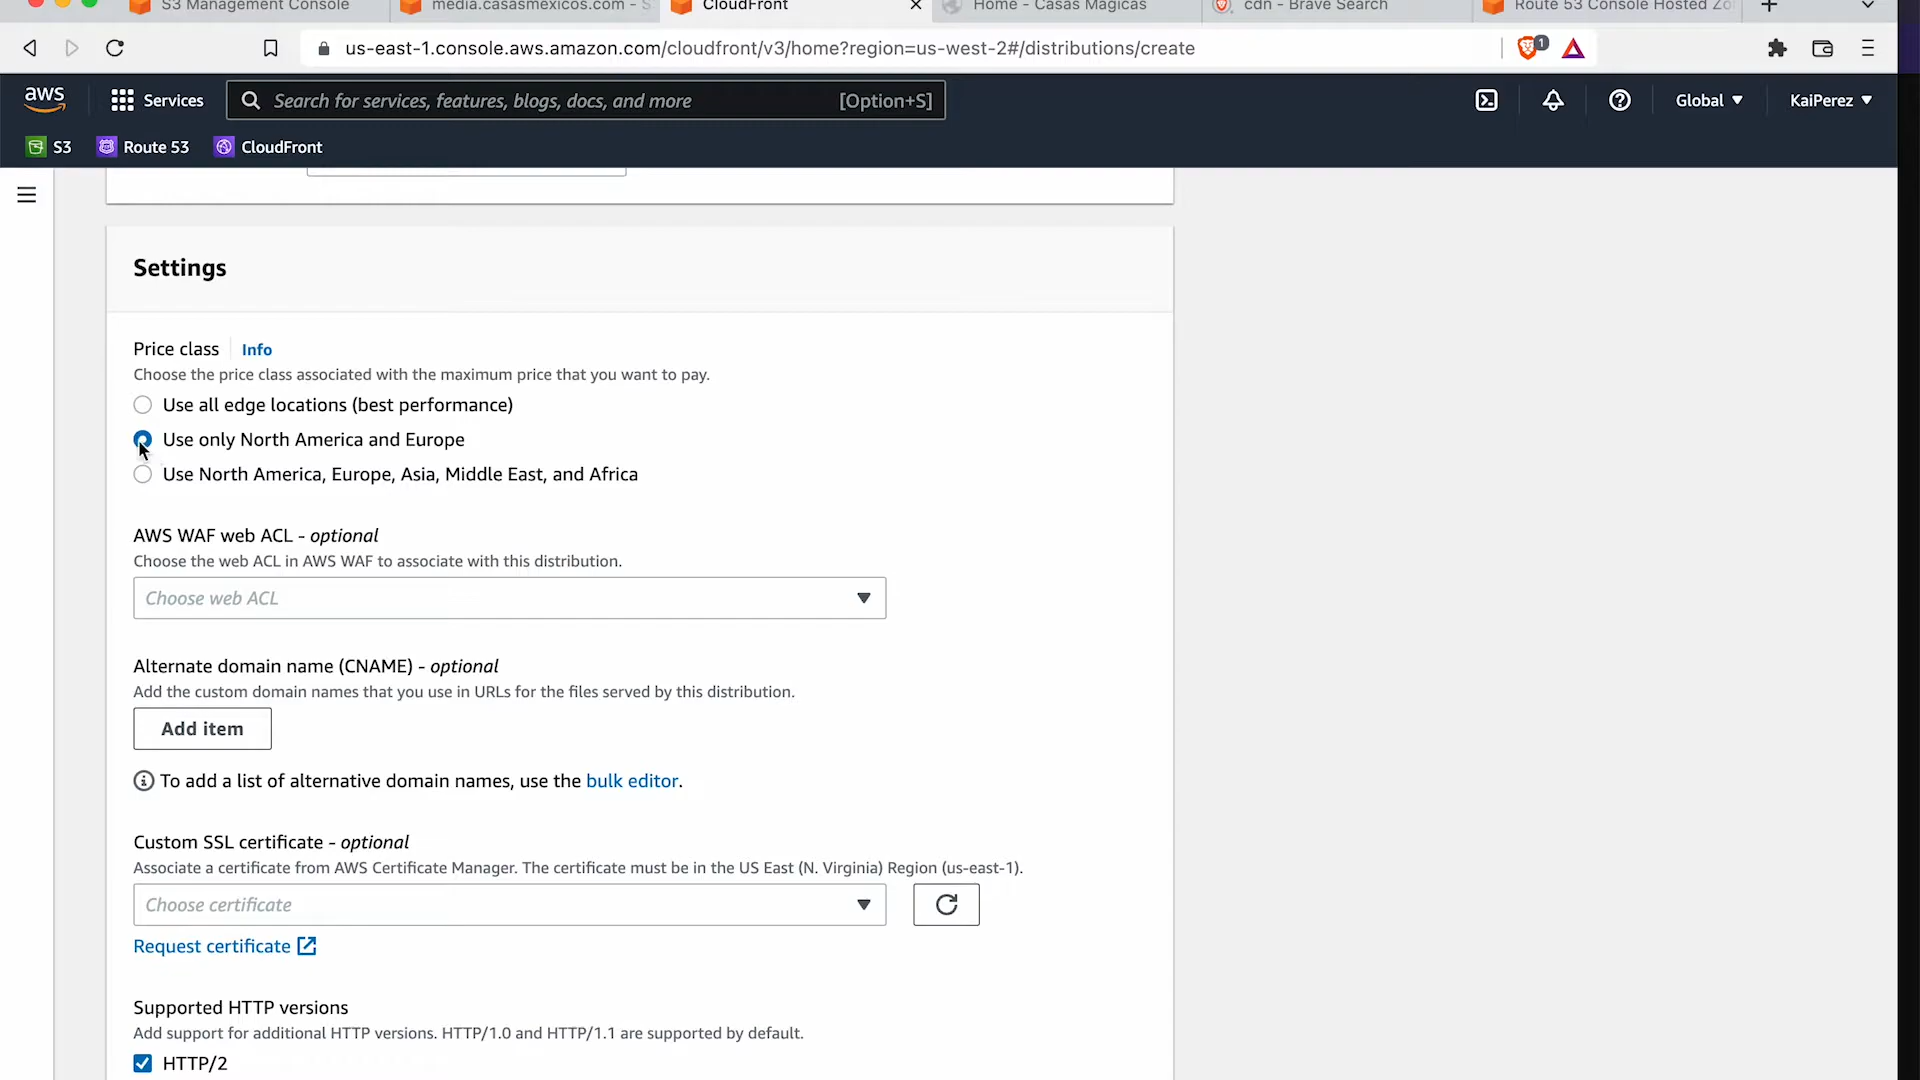 S3 Management Console
media.casasmexicos.com - S
CloudFront
Home - Casas Magicas
cdn - Brave Search
Route 53 Console Hosted Zo
us-east-1.console.aws.amazon.com/cloudfront/v3/home?region=us-west-2#/distributions/create
1
aws
Services
Search for services, features, blogs, docs, and more
[Option+S]
Global
KaiPerez
S3
Route 53
CloudFront
Settings
Price class
Info
Choose the price class associated with the maximum price that you want to pay.
Use all edge locations (best performance)
Use only North America and Europe
Use North America, Europe, Asia, Middle East, and Africa
AWS WAF web ACL - optional
Choose the web ACL in AWS WAF to associate with this distribution.
Choose web ACL
Alternate domain name (CNAME) - optional
Add the custom domain names that you use in URLs for the files served by this distribution.
Add item
To add a list of alternative domain names, use the bulk editor.
Custom SSL certificate - optional
Associate a certificate from AWS Certificate Manager. The certificate must be in the US East (N. Virginia) Region (us-east-1).
Choose certificate
Request certificate
Supported HTTP versions
Add support for additional HTTP versions. HTTP/1.0 and HTTP/1.1 are supported by default.
HTTP/2